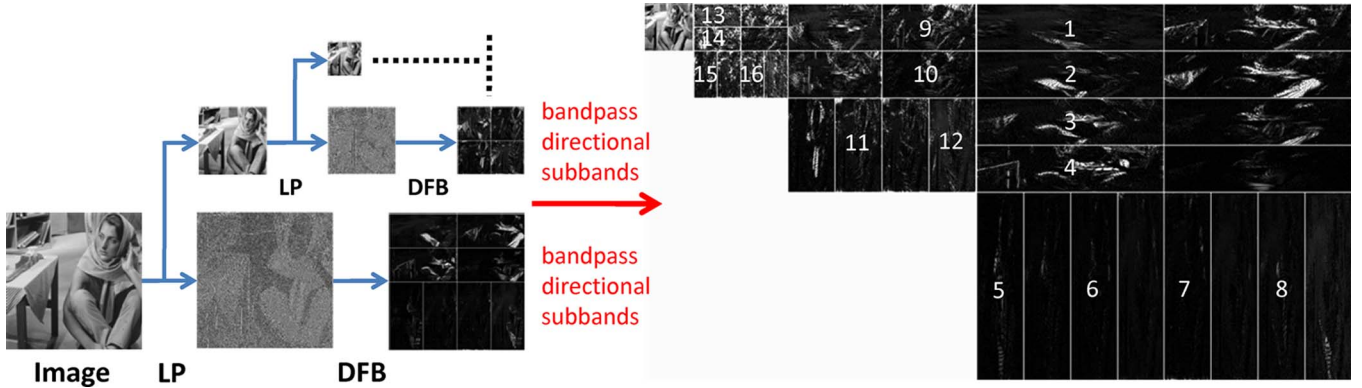 LP
DFB
bandpass
directional
subbands
bandpass
directional
subbands
Image
LP
DFB
13
14
15
16
9
10
11
12
1
2
3
4
5
6
7
8